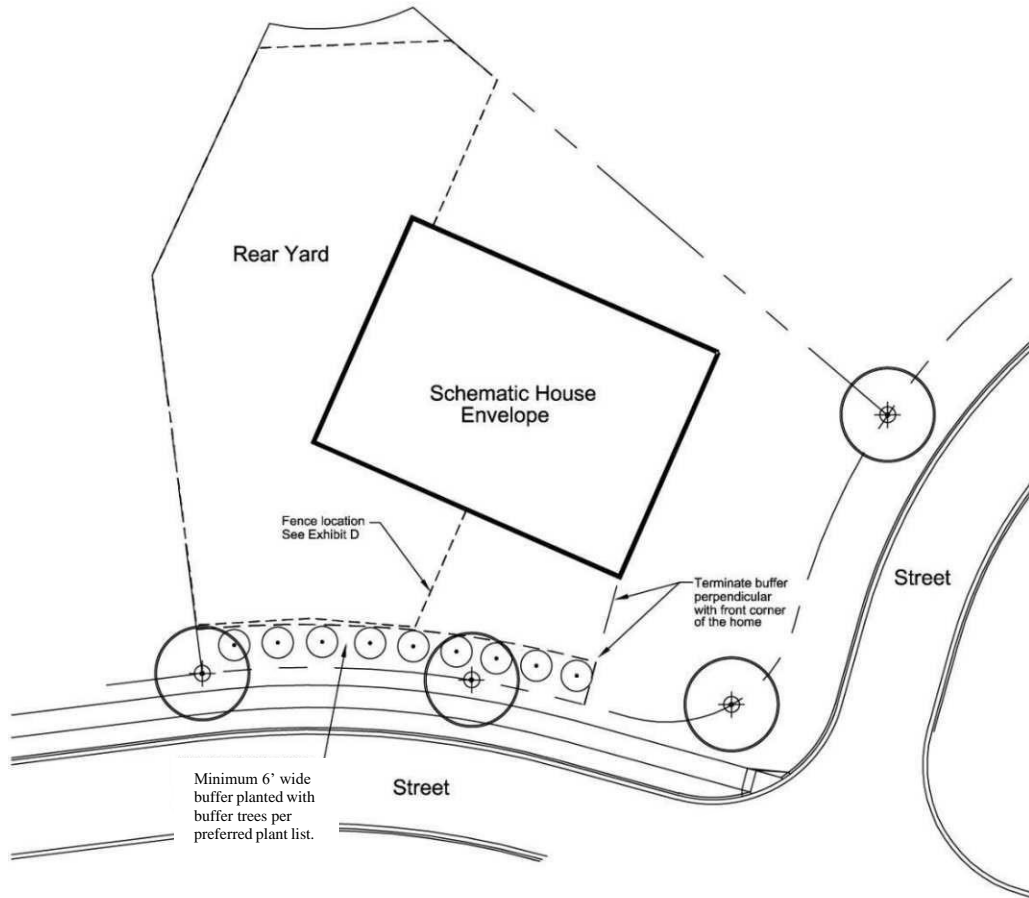 Rear Yard
Schematic House
Envelope
Fence location
See Exhibit D
Terminate buffer
perpendicular
with front corner
of the home
Street
Minimum 6’ wide
buffer planted with
buffer trees per
preferred plant list.
Street